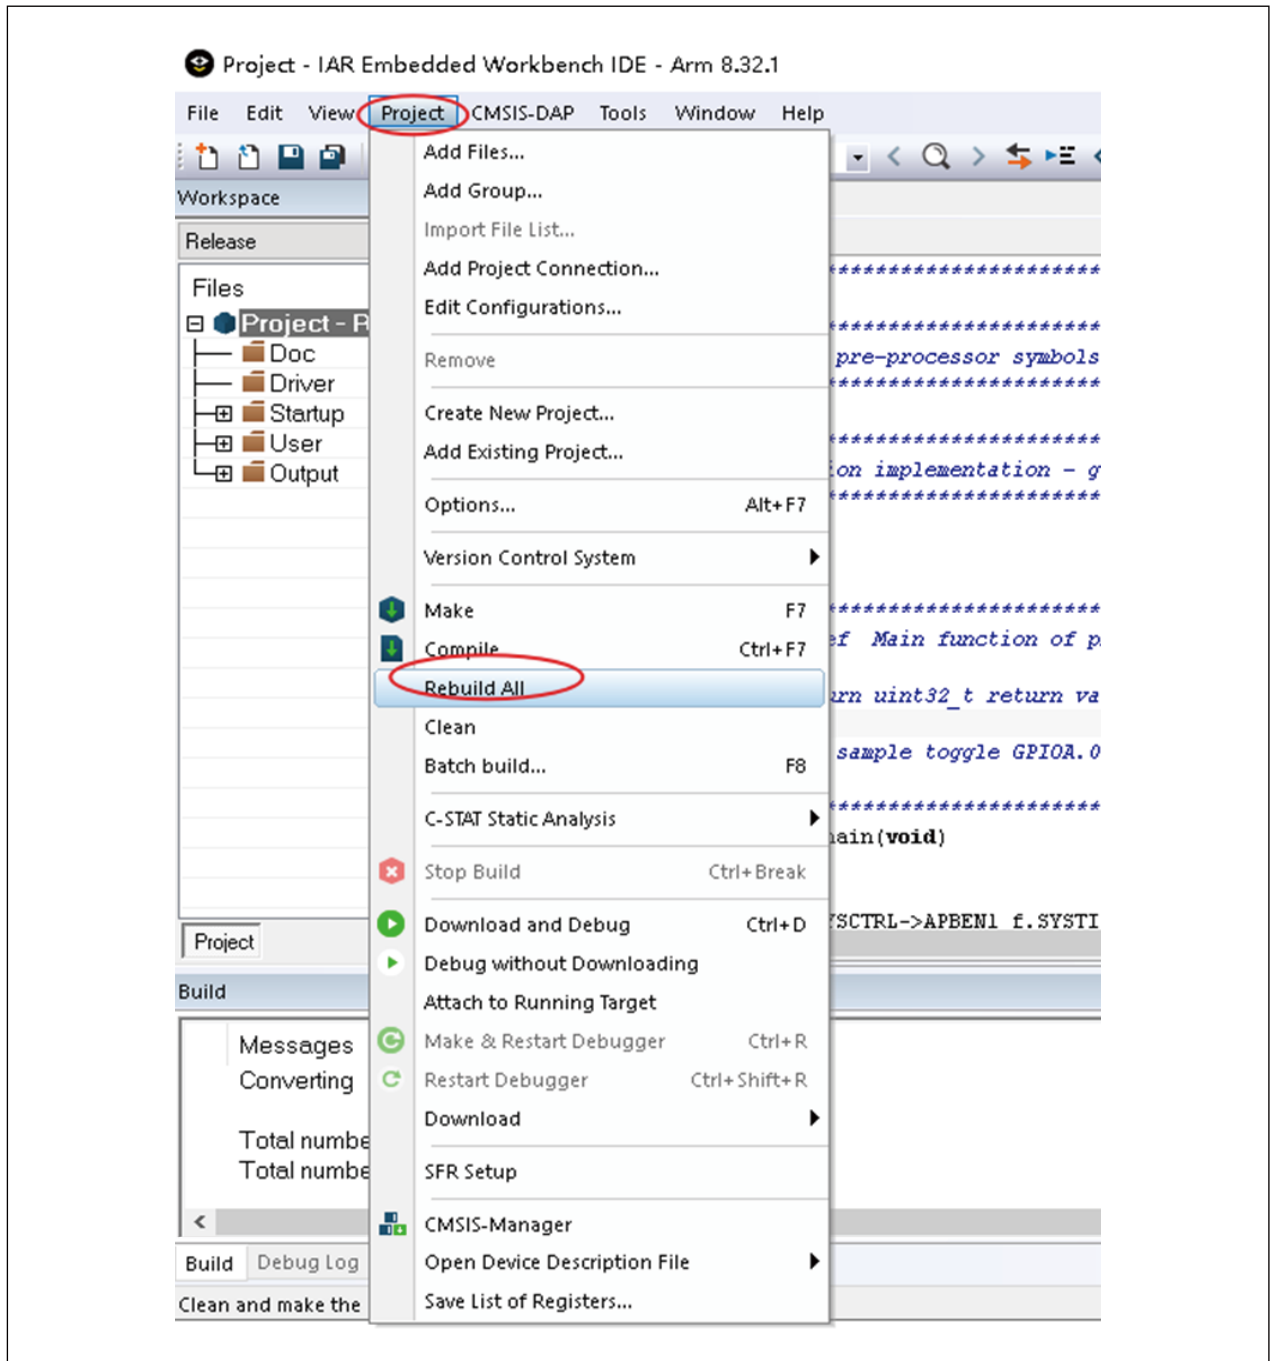 Project - IAR Embedded Workbench IDE - Arm 8.32.1
File Edit View Project CMSIS-DAP Tools Window Help
Workspace
Release
Files
Project - R
Doc
Driver
Startup
User
Output
Project
Add Files...
Add Group...
Import File List...
Add Project Connection...
Edit Configurations...
Remove
Create New Project...
Add Existing Project...
Options... Alt+F7
Version Control System
Make F7
Compile Ctrl+F7
Rebuild All
Clean
Batch build... F8
C-STAT Static Analysis
Stop Build Ctrl+Break
Download and Debug Ctrl+D
Debug without Downloading
Attach to Running Target
Make & Restart Debugger Ctrl+R
Restart Debugger Ctrl+Shift+R
Download
SFR Setup
CMSIS-Manager
Open Device Description File
Save List of Registers...
************************
************************
pre-processor symbols
************************
************************
ion implementation - g
************************
************************
ef Main function of p
urn uint32_t return va
sample toggle GPIOA.0
************************
main(void)
YSCTRL->APBEN1_f.SYSTI
Build
Messages
Converting
Total numbe
Total numbe
Build Debug Log
Clean and make the